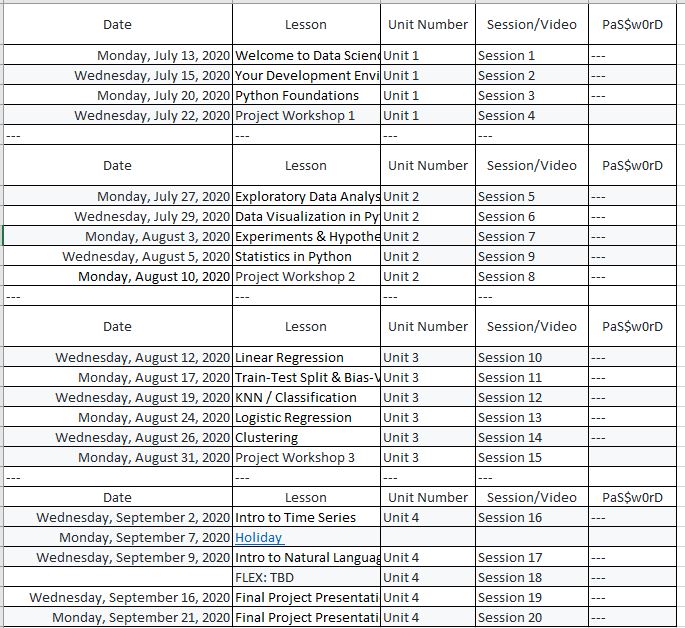 Date Lesson Unit Number Session/Video PaS$w0rD
Monday, July 13, 2020 Welcome to Data Scienc Unit 1 Session 1 ---
Wednesday, July 15, 2020 Your Development Envi Unit 1 Session 2 ---
Monday, July 20, 2020 Python Foundations Unit 1 Session 3 ---
Wednesday, July 22, 2020 Project Workshop 1 Unit 1 Session 4
--- --- --- ---
Date Lesson Unit Number Session/Video PaS$w0rD
Monday, July 27, 2020 Exploratory Data Analys Unit 2 Session 5 ---
Wednesday, July 29, 2020 Data Visualization in Py Unit 2 Session 6 ---
Monday, August 3, 2020 Experiments & Hypothe Unit 2 Session 7 ---
Wednesday, August 5, 2020 Statistics in Python Unit 2 Session 9 ---
Monday, August 10, 2020 Project Workshop 2 Unit 2 Session 8 ---
--- --- --- ---
Date Lesson Unit Number Session/Video PaS$w0rD
Wednesday, August 12, 2020 Linear Regression Unit 3 Session 10 ---
Monday, August 17, 2020 Train-Test Split & Bias-V Unit 3 Session 11 ---
Wednesday, August 19, 2020 KNN / Classification Unit 3 Session 12 ---
Monday, August 24, 2020 Logistic Regression Unit 3 Session 13 ---
Wednesday, August 26, 2020 Clustering Unit 3 Session 14 ---
Monday, August 31, 2020 Project Workshop 3 Unit 3 Session 15
--- --- --- ---
Date Lesson Unit Number Session/Video PaS$w0rD
Wednesday, September 2, 2020 Intro to Time Series Unit 4 Session 16 ---
Monday, September 7, 2020 Holiday
Wednesday, September 9, 2020 Intro to Natural Languag Unit 4 Session 17 ---
FLEX: TBD Unit 4 Session 18 ---
Wednesday, September 16, 2020 Final Project Presentati Unit 4 Session 19 ---
Monday, September 21, 2020 Final Project Presentati Unit 4 Session 20 ---